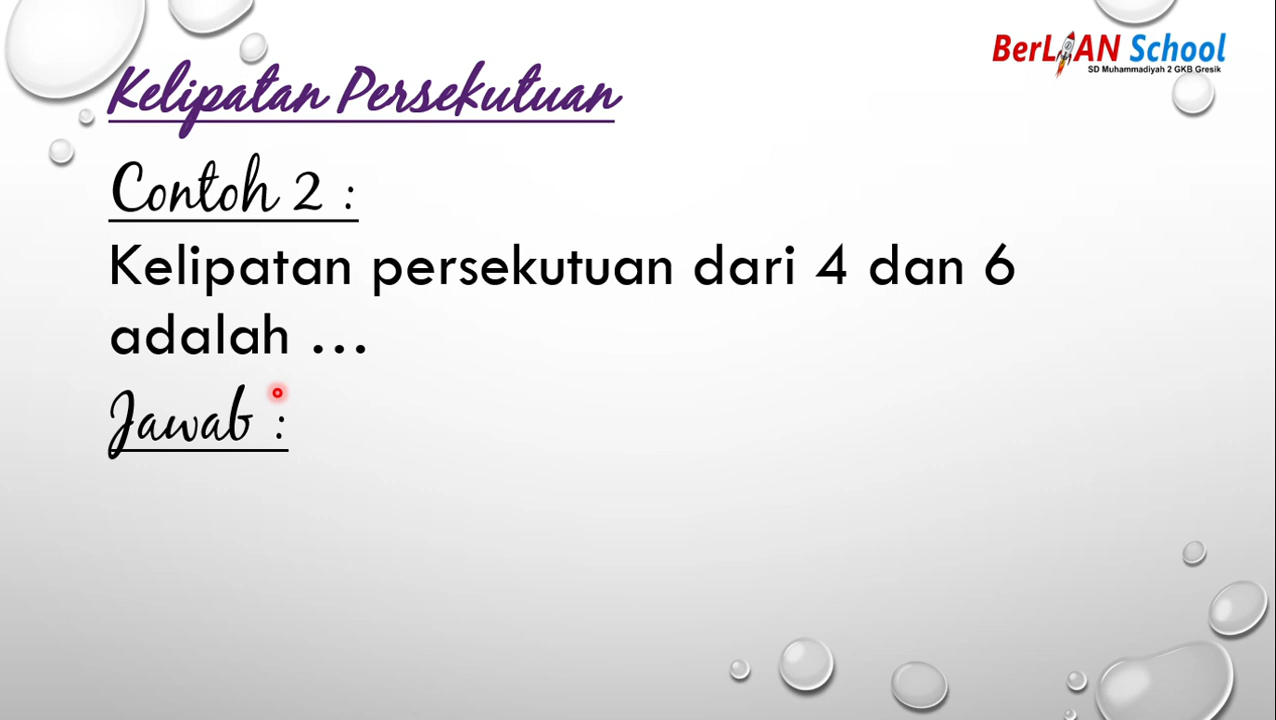 BerLIAN School
SD Muhammadiyah 2 GKB Gresik
Kelipatan Persekutuan
Contoh 2 :
Kelipatan persekutuan dari 4 dan 6
adalah ...
Jawab :